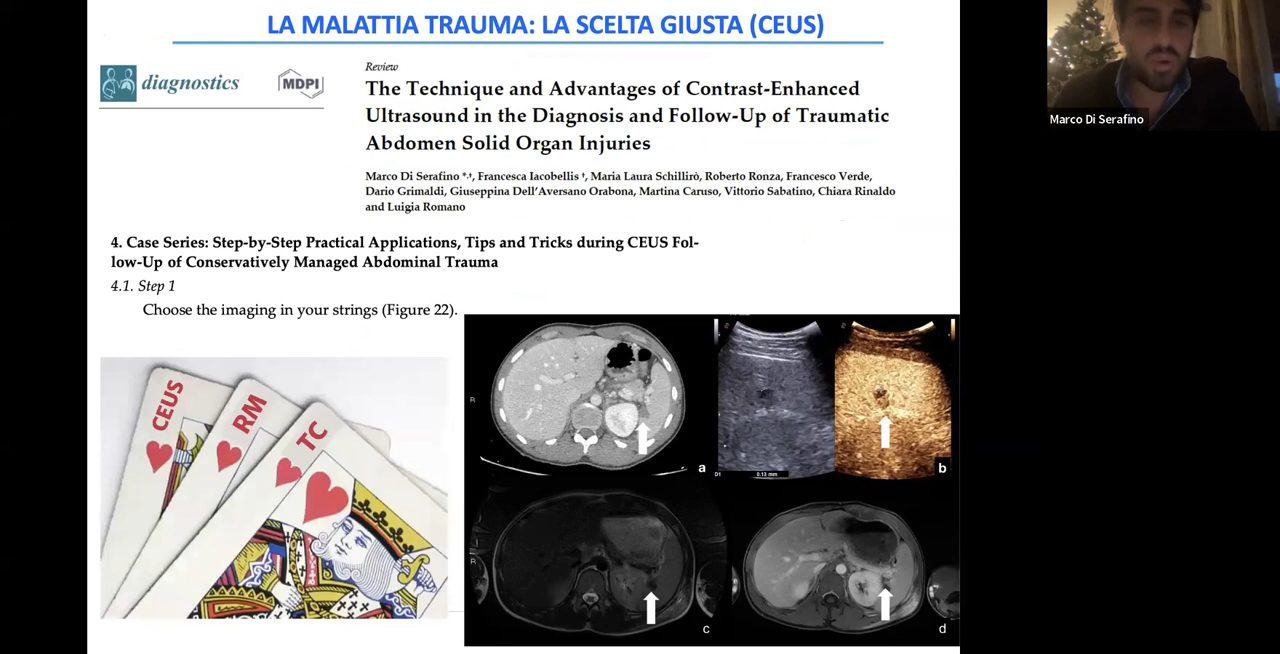 LA MALATTIA TRAUMA: LA SCELTA GIUSTA (CEUS)
diagnostics
MDPI
Review
The Technique and Advantages of Contrast-Enhanced
Ultrasound in the Diagnosis and Follow-Up of Traumatic
Abdomen Solid Organ Injuries
Marco Di Serafino *,†, Francesca Iacobellis †, Maria Laura Schillirò, Roberto Ronza, Francesco Verde,
Dario Grimaldi, Giuseppina Dell'Aversano Orabona, Martina Caruso, Vittorio Sabatino, Chiara Rinaldo
and Luigia Romano
4. Case Series: Step-by-Step Practical Applications, Tips and Tricks during CEUS Fol-
low-Up of Conservatively Managed Abdominal Trauma
4.1. Step 1
Choose the imaging in your strings (Figure 22).
CEUS
RM
TC
R
a
D1
b
R
c
d
Marco Di Serafino